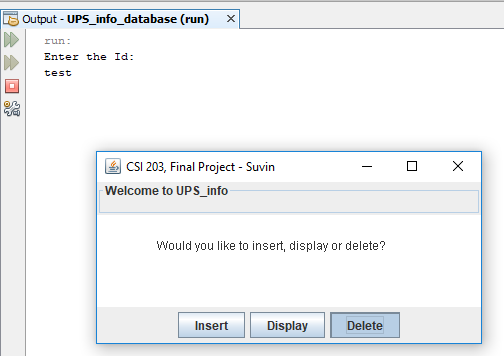 Output - UPS_info_database (run)
run:
Enter the Id:
test
CSI 203, Final Project - Suvin
Welcome to UPS_info
Would you like to insert, display or delete?
Insert Display Delete